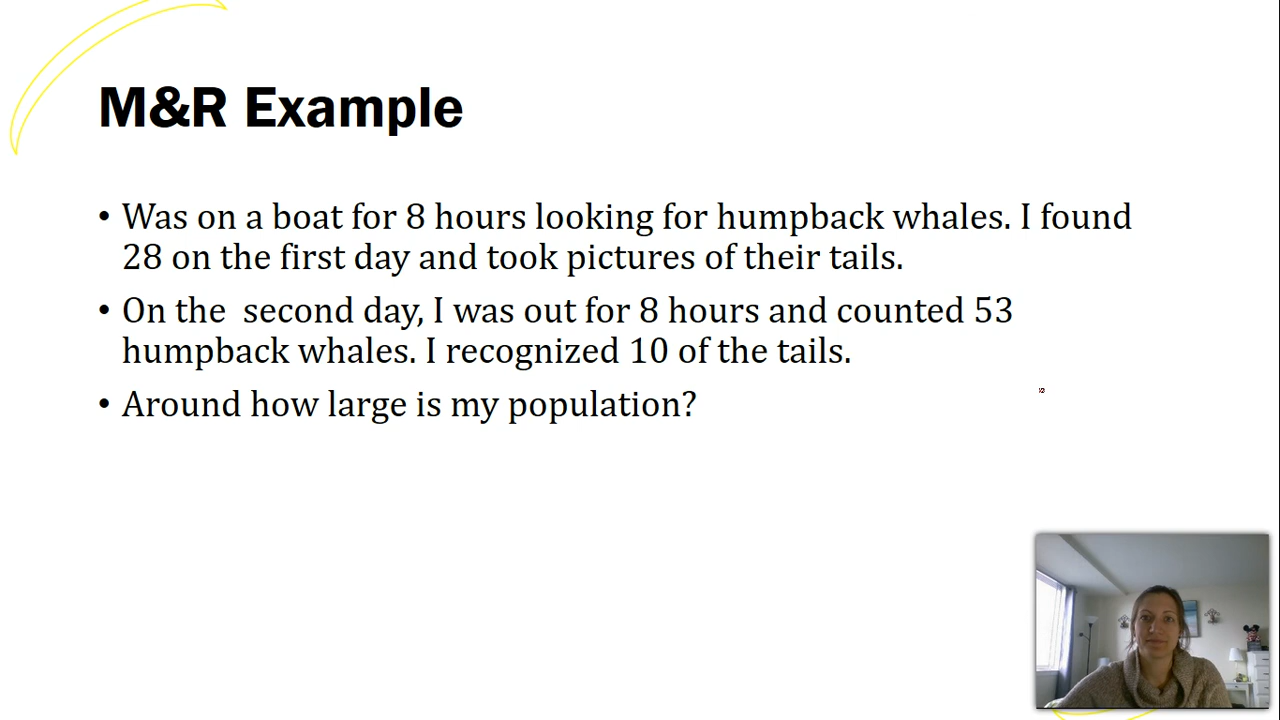 M&R Example
• Was on a boat for 8 hours looking for humpback whales. I found
28 on the first day and took pictures of their tails.
• On the  second day, I was out for 8 hours and counted 53
humpback whales. I recognized 10 of the tails.
• Around how large is my population?